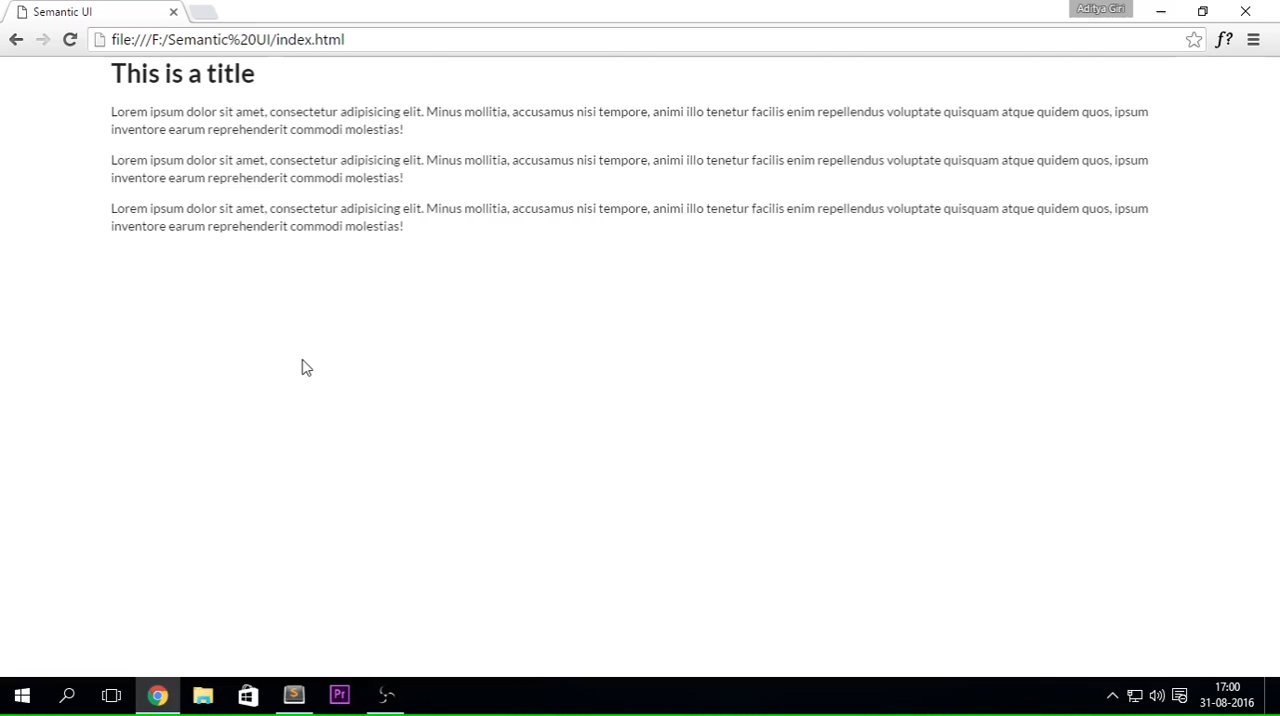 Semantic UI
Aditya Giri
file:///F:/Semantic%20UI/index.html
f?
This is a title
Lorem ipsum dolor sit amet, consectetur adipisicing elit. Minus mollitia, accusamus nisi tempore, animi illo tenetur facilis enim repellendus voluptate quisquam atque quidem quos, ipsum
inventore earum reprehenderit commodi molestias!
Lorem ipsum dolor sit amet, consectetur adipisicing elit. Minus mollitia, accusamus nisi tempore, animi illo tenetur facilis enim repellendus voluptate quisquam atque quidem quos, ipsum
inventore earum reprehenderit commodi molestias!
Lorem ipsum dolor sit amet, consectetur adipisicing elit. Minus mollitia, accusamus nisi tempore, animi illo tenetur facilis enim repellendus voluptate quisquam atque quidem quos, ipsum
inventore earum reprehenderit commodi molestias!
S
Pr
17:00
31-08-2016